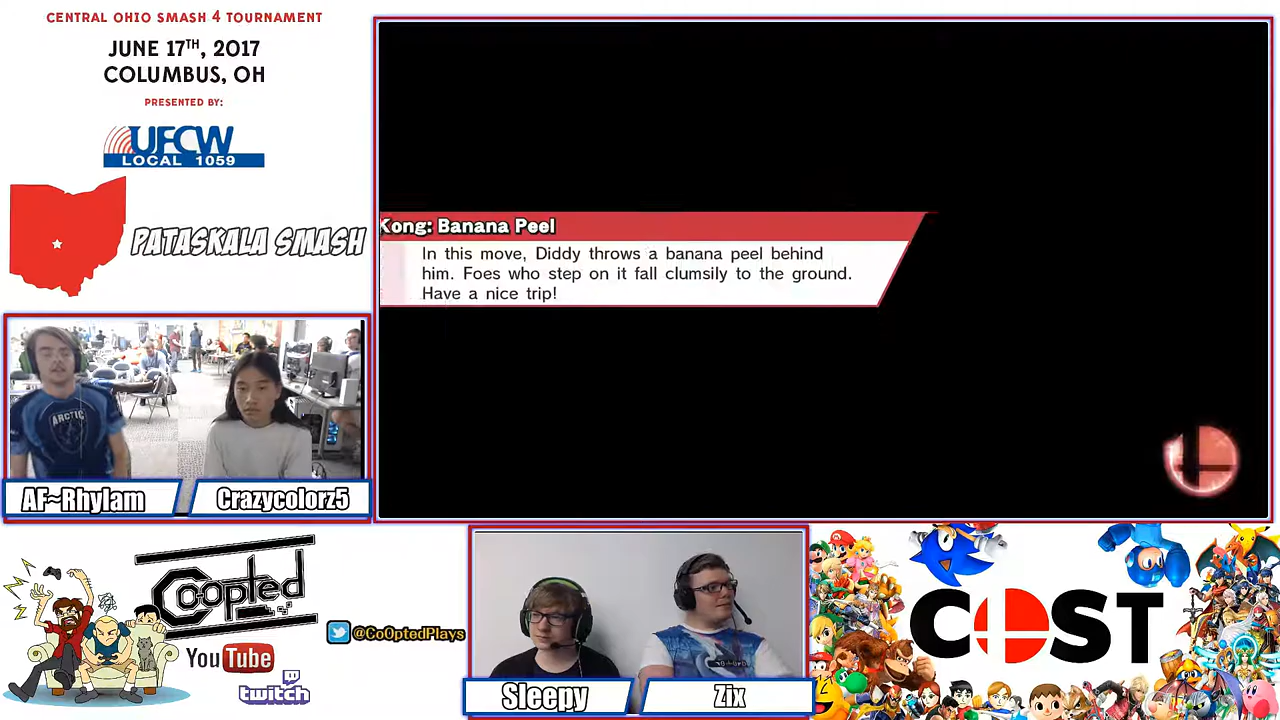 CENTRAL OHIO SMASH 4 TOURNAMENT
JUNE 17TH, 2017
COLUMBUS, OH
PRESENTED BY:
UFCW
LOCAL 1059
PATASKALA SMASH
Kong: Banana Peel
In this move, Diddy throws a banana peel behind
him. Foes who step on it fall clumsily to the ground.
Have a nice trip!
ARCTIC
AF~Rhylam
Crazycolorz5
Coopted
YouTube
twitch
@CoOptedPlays
Sleepy
Zix
COST